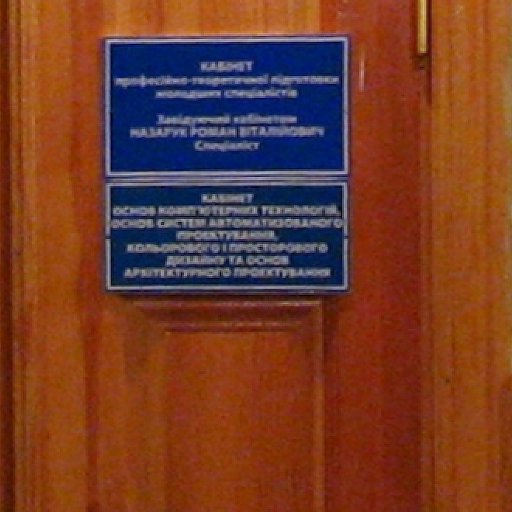 КАБІНЕТ
професійно-теоретичної підготовки
молодших спеціалістів
Завідуючий кабінетом
НАЗАРУК РОМАН ВІТАЛІЙОВИЧ
Спеціаліст
КАБІНЕТ
ОСНОВ КОМП'ЮТЕРНИХ ТЕХНОЛОГІЙ,
ОСНОВ СИСТЕМ АВТОМАТИЗОВАНОГО
ПРОЕКТУВАННЯ,
КОЛЬОРОВОГО І ПРОСТОРОВОГО
ДИЗАЙНУ ТА ОСНОВ
АРХІТЕКТУРНОГО ПРОЕКТУВАННЯ